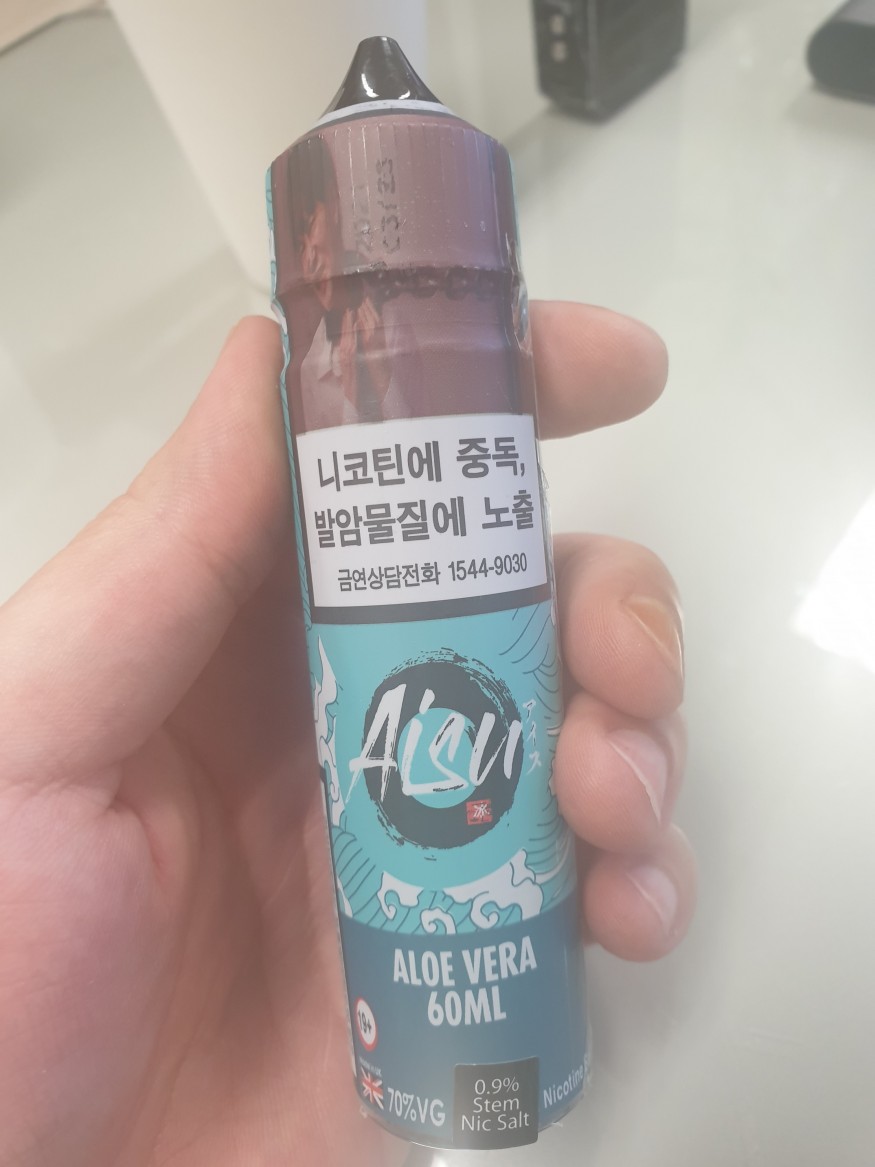 니코틴에 중독,
발암물질에 노출
금연상담전화 1544-9030
Aisu
アイス
ALOE VERA
60ML
19+
70%VG
0.9%
Stem
Nic Salt
Nicotine